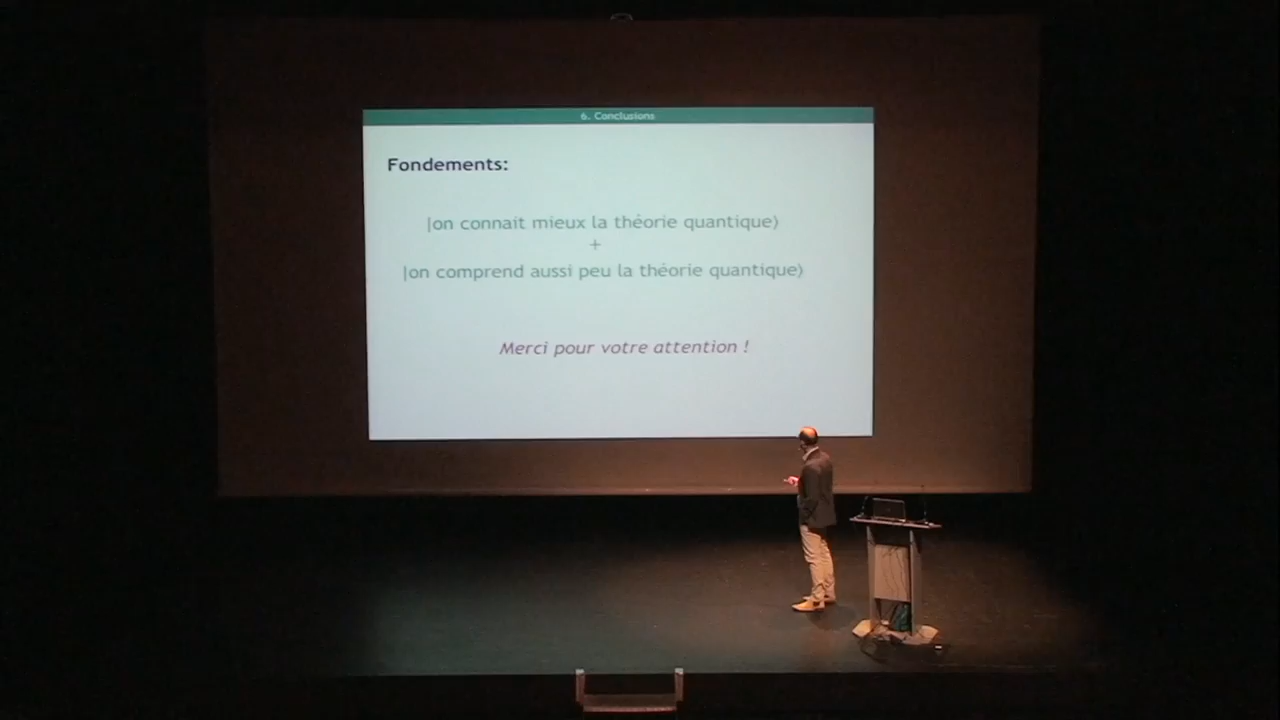 6. Conclusions
Fondements:
|on connait mieux la théorie quantique⟩
+
|on comprend aussi peu la théorie quantique⟩
Merci pour votre attention !